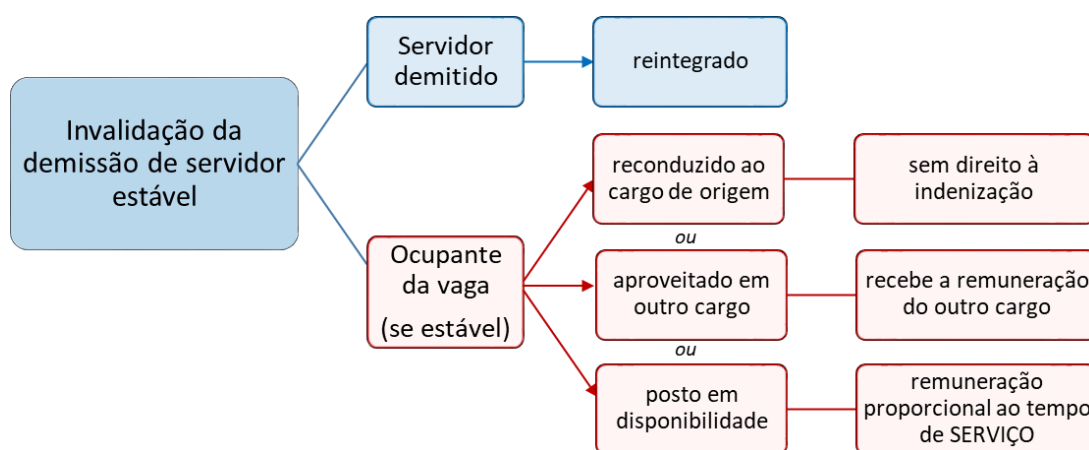 Invalidação da
demissão de servidor
estável
Servidor
demitido
reintegrado
Ocupante
da vaga
(se estável)
reconduzido ao
cargo de origem
sem direito à
indenização
ou
aproveitado em
outro cargo
recebe a remuneração
do outro cargo
ou
posto em
disponibilidade
remuneração
proporcional ao tempo
de SERVIÇO